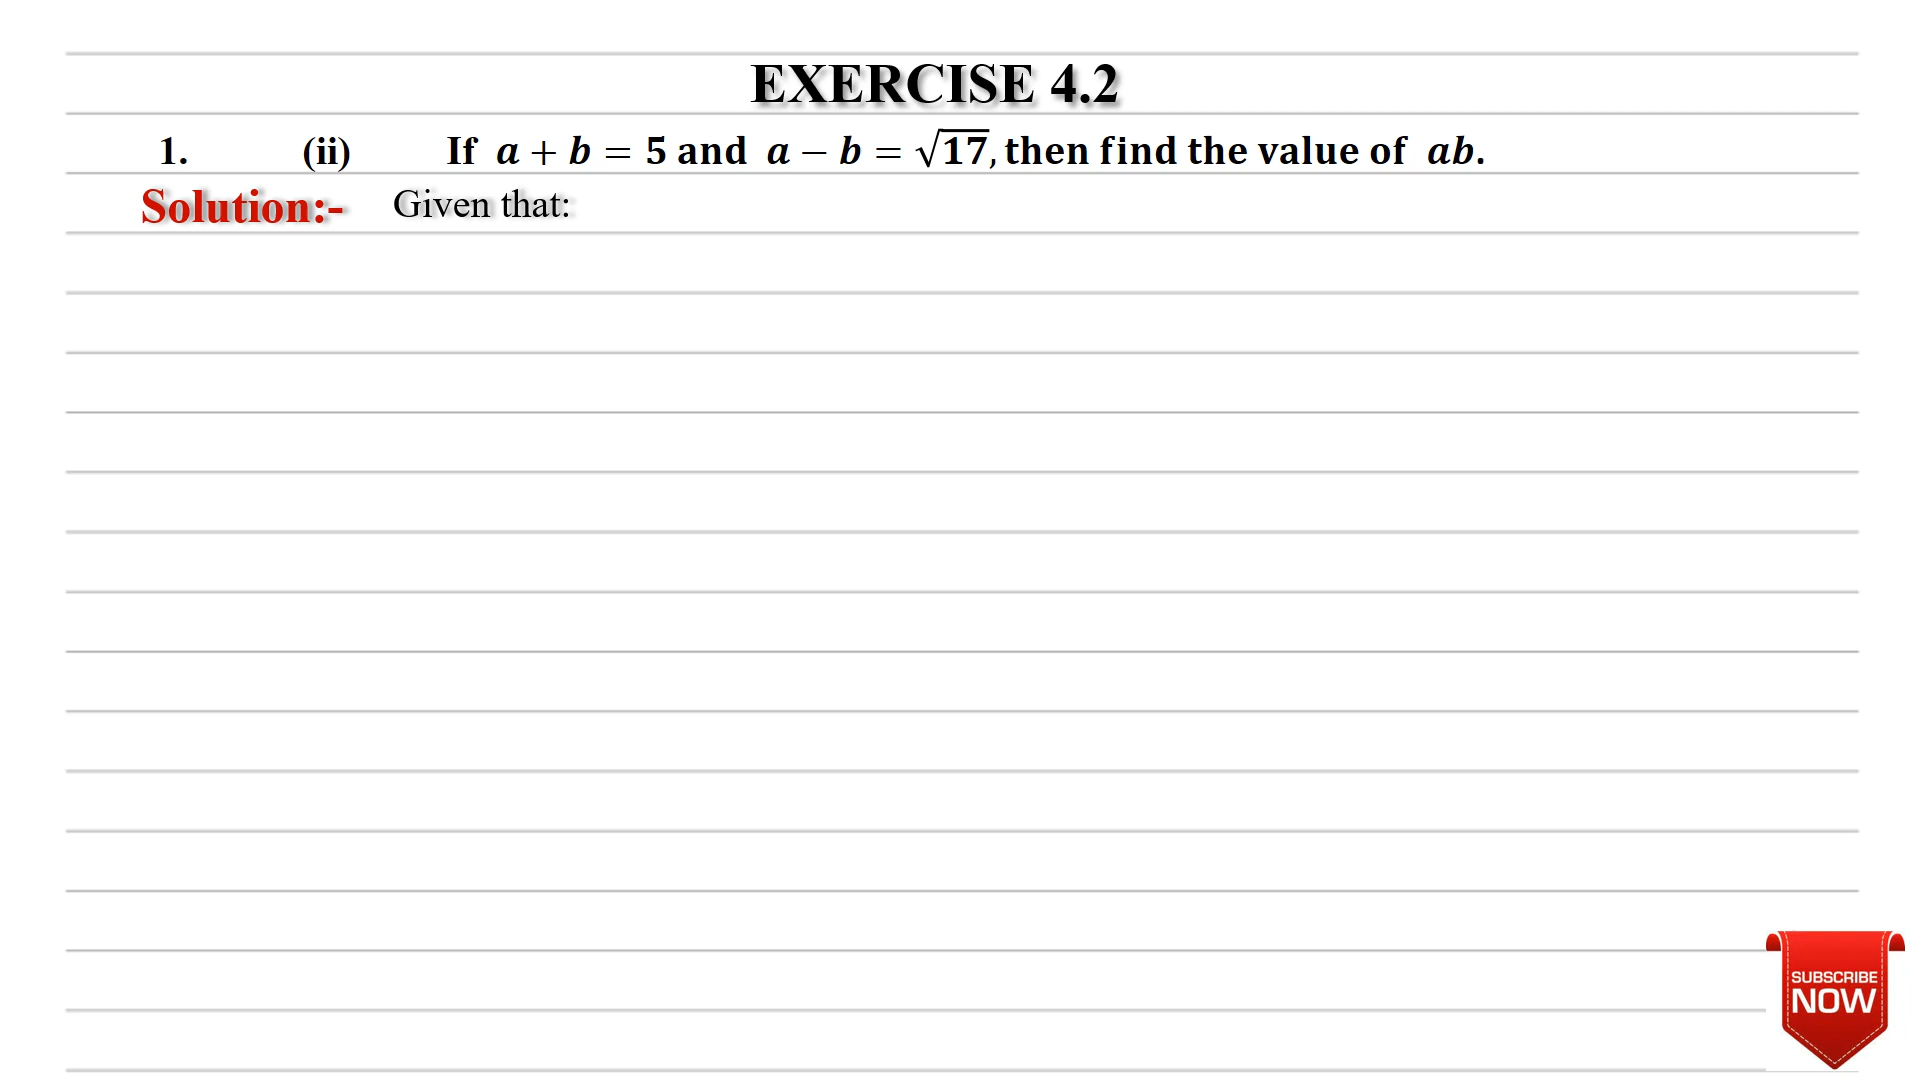 EXERCISE 4.2
1. (ii) If a + b = 5 and a − b = √17, then find the value of ab.
Solution:- Given that:
SUBSCRIBE
NOW